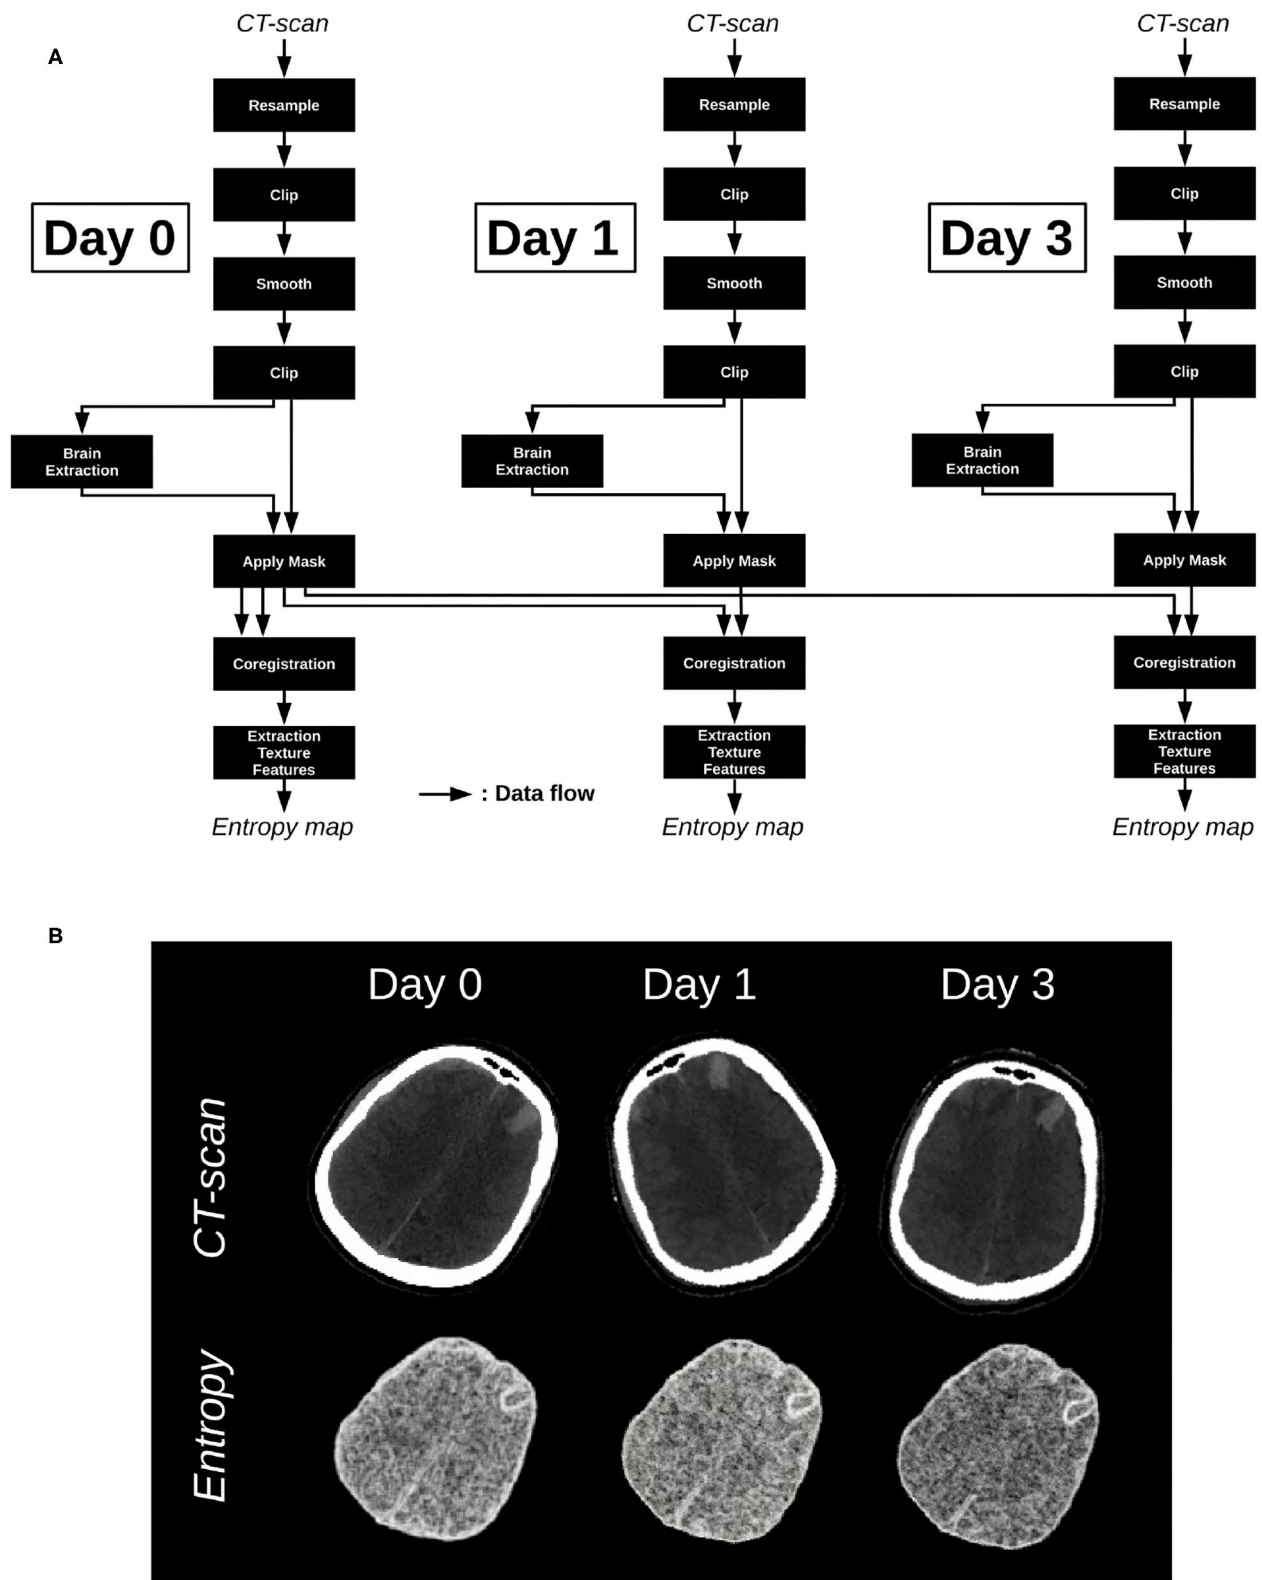 A
CT-scan
CT-scan
CT-scan
Resample
Resample
Resample
Clip
Clip
Clip
Day 0
Day 1
Day 3
Smooth
Smooth
Smooth
Clip
Clip
Clip
Brain
Extraction
Brain
Extraction
Brain
Extraction
Apply Mask
Apply Mask
Apply Mask
Coregistration
Coregistration
Coregistration
Extraction
Texture
Features
Extraction
Texture
Features
Extraction
Texture
Features
: Data flow
Entropy map
Entropy map
Entropy map
B
Day 0
Day 1
Day 3
CT-scan
Entropy